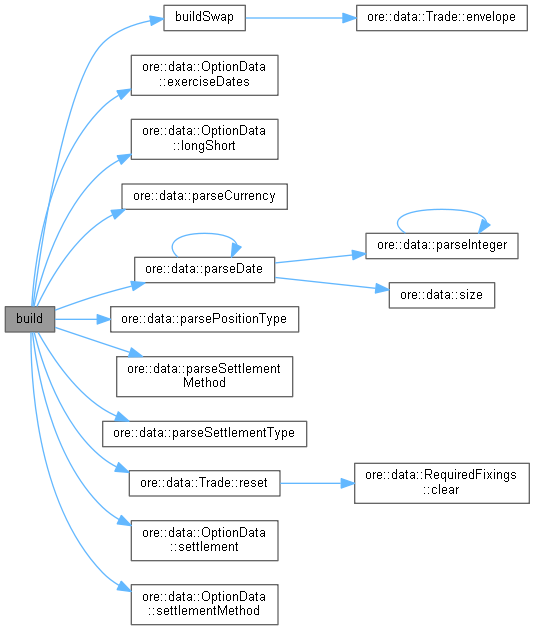 buildSwap
ore::data::Trade::envelope
ore::data::OptionData
::exerciseDates
ore::data::OptionData
::longShort
ore::data::parseCurrency
ore::data::parseInteger
ore::data::parseDate
ore::data::size
build
ore::data::parsePositionType
ore::data::parseSettlement
Method
ore::data::parseSettlementType
ore::data::Trade::reset
ore::data::RequiredFixings
::clear
ore::data::OptionData
::settlement
ore::data::OptionData
::settlementMethod